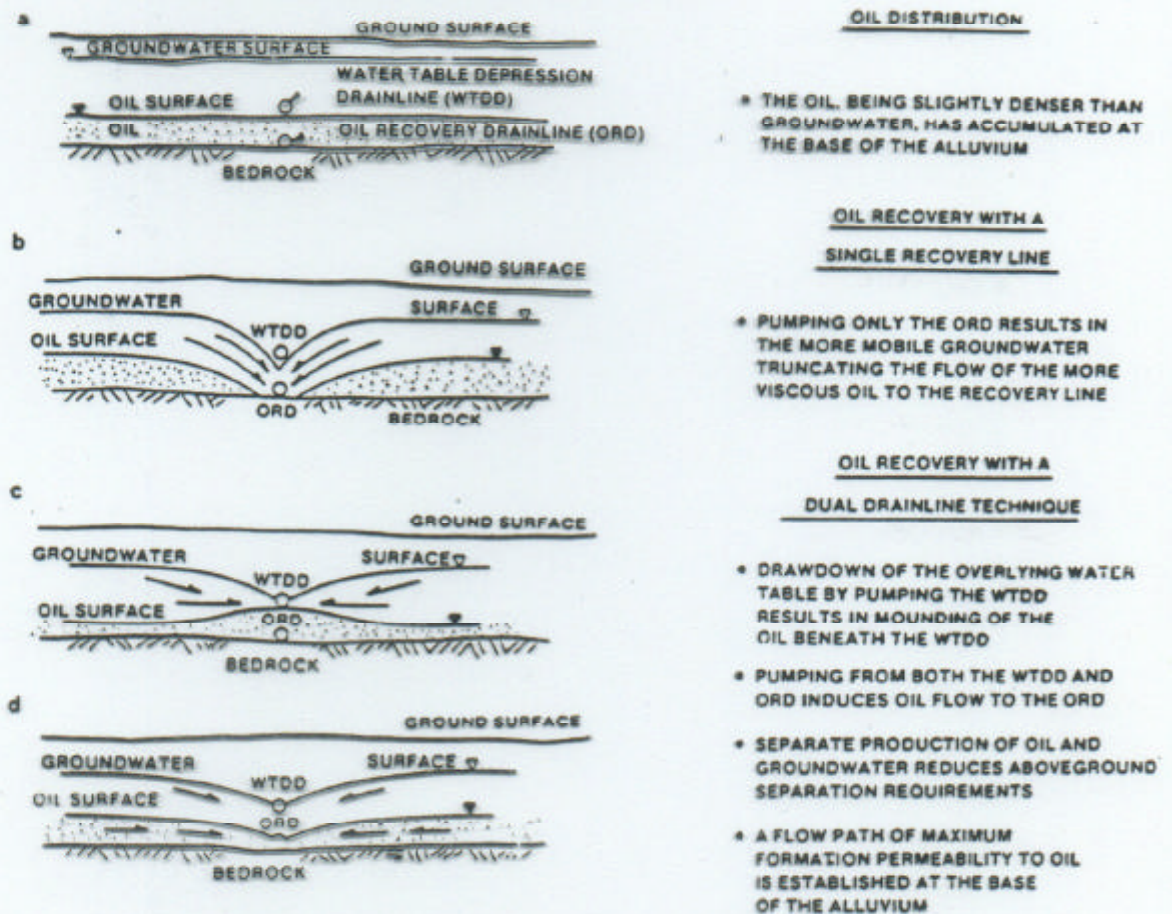 a
GROUND SURFACE
GROUNDWATER SURFACE
WATER TABLE DEPRESSION
OIL SURFACE
DRAINLINE (WTDD)
OIL
OIL RECOVERY DRAINLINE (ORD)
BEDROCK
b
GROUND SURFACE
GROUNDWATER
SURFACE
WTDD
OIL SURFACE
ORD
BEDROCK
c
GROUND SURFACE
GROUNDWATER
SURFACE
WTDD
OIL SURFACE
ORD
BEDROCK
d
GROUND SURFACE
GROUNDWATER
SURFACE
WTDD
OIL SURFACE
ORD
BEDROCK
OIL DISTRIBUTION
* THE OIL, BEING SLIGHTLY DENSER THAN
GROUNDWATER, HAS ACCUMULATED AT
THE BASE OF THE ALLUVIUM
OIL RECOVERY WITH A
SINGLE RECOVERY LINE
* PUMPING ONLY THE ORD RESULTS IN
THE MORE MOBILE GROUNDWATER
TRUNCATING THE FLOW OF THE MORE
VISCOUS OIL TO THE RECOVERY LINE
OIL RECOVERY WITH A
DUAL DRAINLINE TECHNIQUE
* DRAWDOWN OF THE OVERLYING WATER
TABLE BY PUMPING THE WTDD
RESULTS IN MOUNDING OF THE
OIL BENEATH THE WTDD
* PUMPING FROM BOTH THE WTDD AND
ORD INDUCES OIL FLOW TO THE ORD
* SEPARATE PRODUCTION OF OIL AND
GROUNDWATER REDUCES ABOVEGROUND
SEPARATION REQUIREMENTS
* A FLOW PATH OF MAXIMUM
FORMATION PERMEABILITY TO OIL
IS ESTABLISHED AT THE BASE
OF THE ALLUVIUM